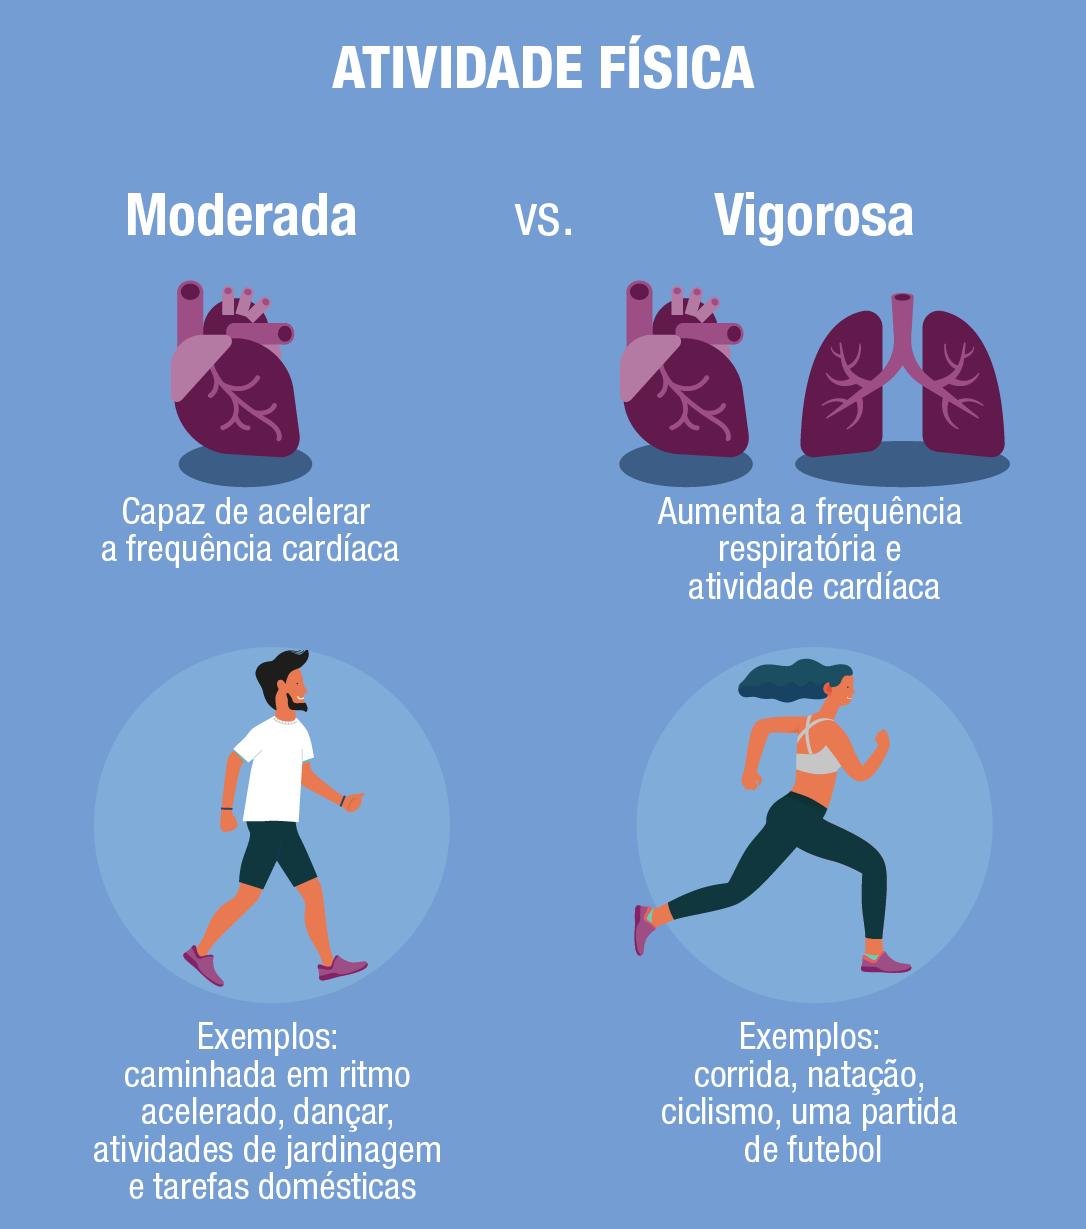 ATIVIDADE FÍSICA
Moderada vs. Vigorosa
Capaz de acelerar
a frequência cardíaca
Aumenta a frequência
respiratória e
atividade cardíaca
Exemplos:
caminhada em ritmo
acelerado, dançar,
atividades de jardinagem
e tarefas domésticas
Exemplos:
corrida, natação,
ciclismo, uma partida
de futebol